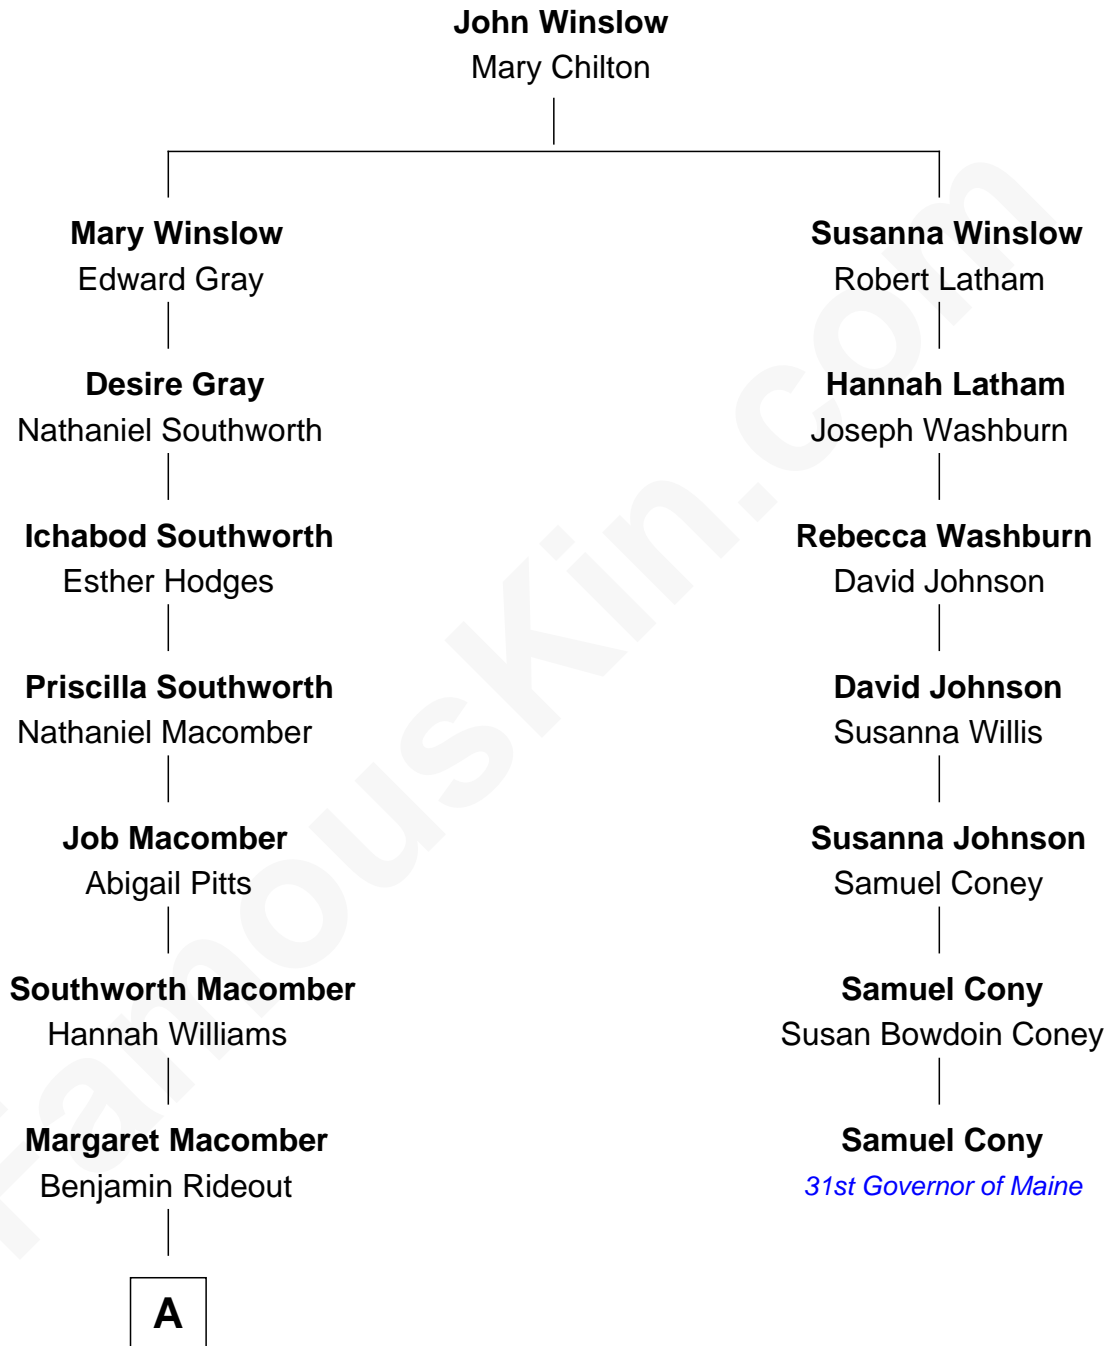 John Winslow
Mary Chilton
Mary Winslow
Edward Gray
Susanna Winslow
Robert Latham
Desire Gray
Nathaniel Southworth
Hannah Latham
Joseph Washburn
Ichabod Southworth
Esther Hodges
Rebecca Washburn
David Johnson
Priscilla Southworth
Nathaniel Macomber
David Johnson
Susanna Willis
Job Macomber
Abigail Pitts
Susanna Johnson
Samuel Coney
Southworth Macomber
Hannah Williams
Samuel Cony
Susan Bowdoin Coney
Margaret Macomber
Benjamin Rideout
Samuel Cony
31st Governor of Maine
A
FamousKin.com